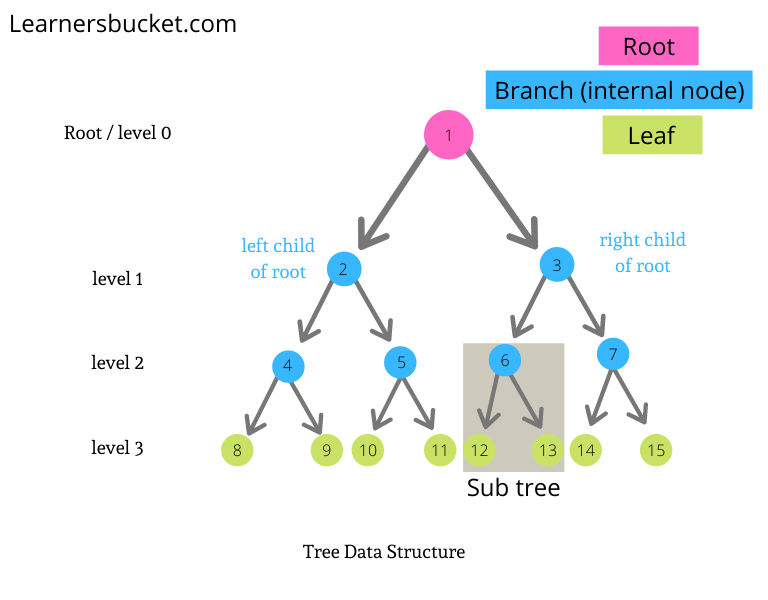 Learnersbucket.com
Root
Branch (internal node)
Leaf
Root / level 0
1
left child
of root
right child
of root
level 1
2
3
level 2
4
5
6
7
level 3
8
9
10
11
12
13
14
15
Sub tree
Tree Data Structure